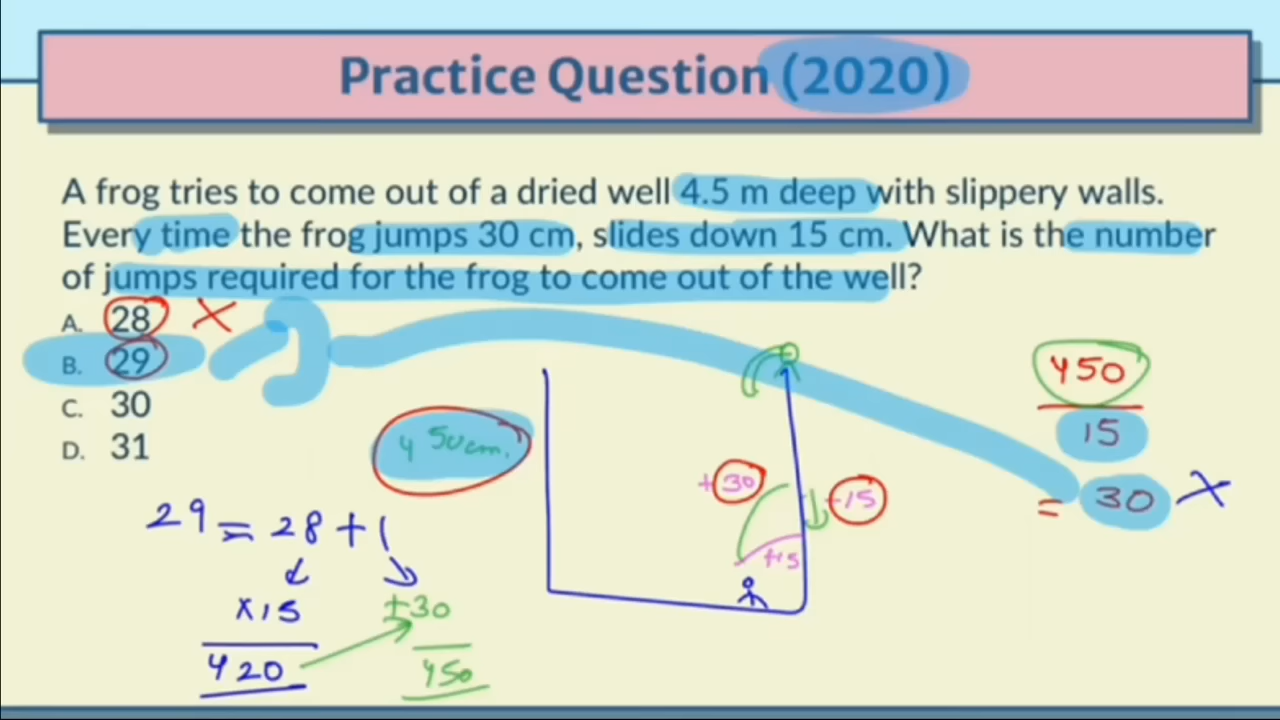 Practice Question (2020)
A frog tries to come out of a dried well 4.5 m deep with slippery walls.
Every time the frog jumps 30 cm, slides down 15 cm. What is the number
of jumps required for the frog to come out of the well?
A. 28
B. 29
C. 30
D. 31
450 cm.
450
15
= 30
+30
-15
+15
29 = 28 + 1
x15
+30
420
450